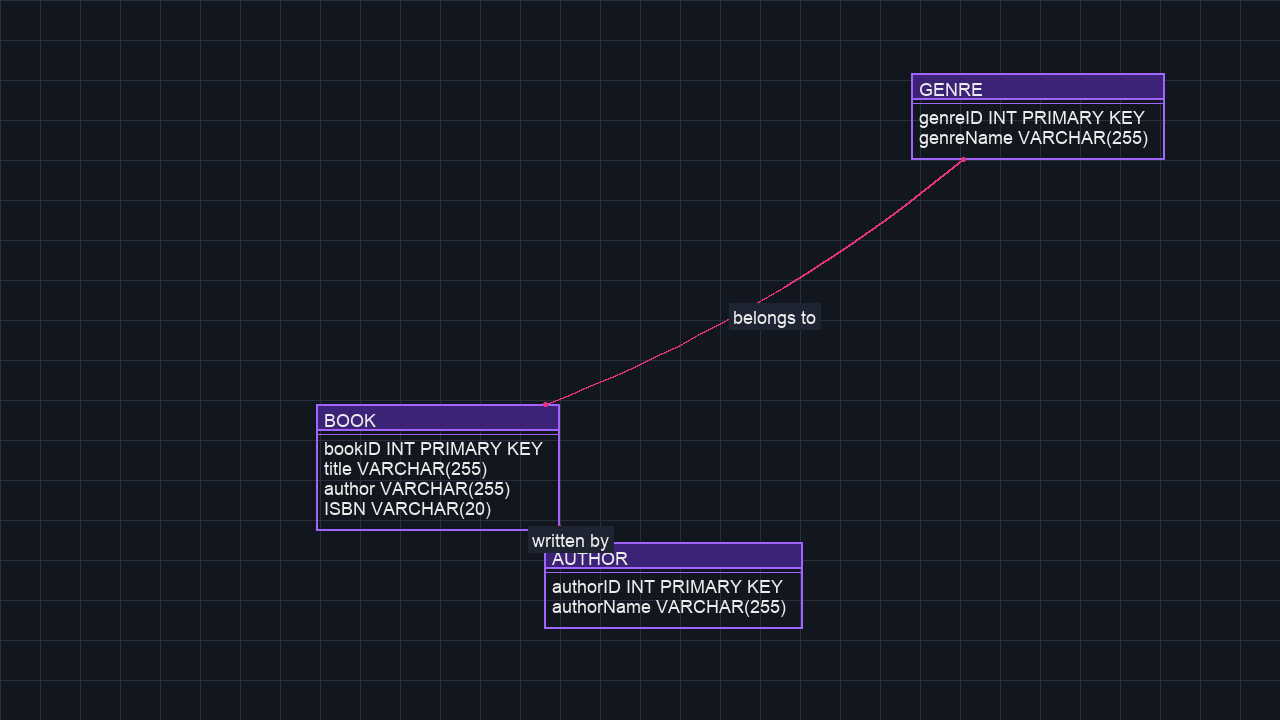 GENRE
genreID INT PRIMARY KEY
genreName VARCHAR(255)
belongs to
BOOK
bookID INT PRIMARY KEY
title VARCHAR(255)
author VARCHAR(255)
ISBN VARCHAR(20)
written by
AUTHOR
authorID INT PRIMARY KEY
authorName VARCHAR(255)